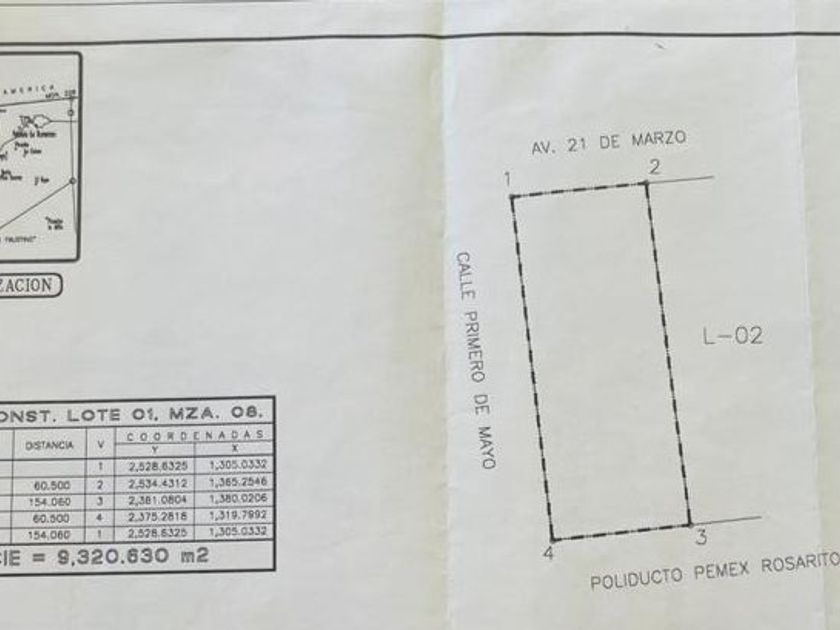 AMERICA
ZACION
ONST. LOTE 01, MZA. 08.
DISTANCIA V COORDENADAS
Y X
1 2,528.6325 1,305.0332
60.500 2 2,534.4312 1,365.2546
154.060 3 2,381.0804 1,380.0206
60.500 4 2,375.2818 1,319.7992
154.060 1 2,528.6325 1,305.0332
CIE = 9,320.630 m2
AV. 21 DE MARZO
1
2
CALLE PRIMERO DE MAYO
L-02
4
3
POLIDUCTO PEMEX ROSARITO